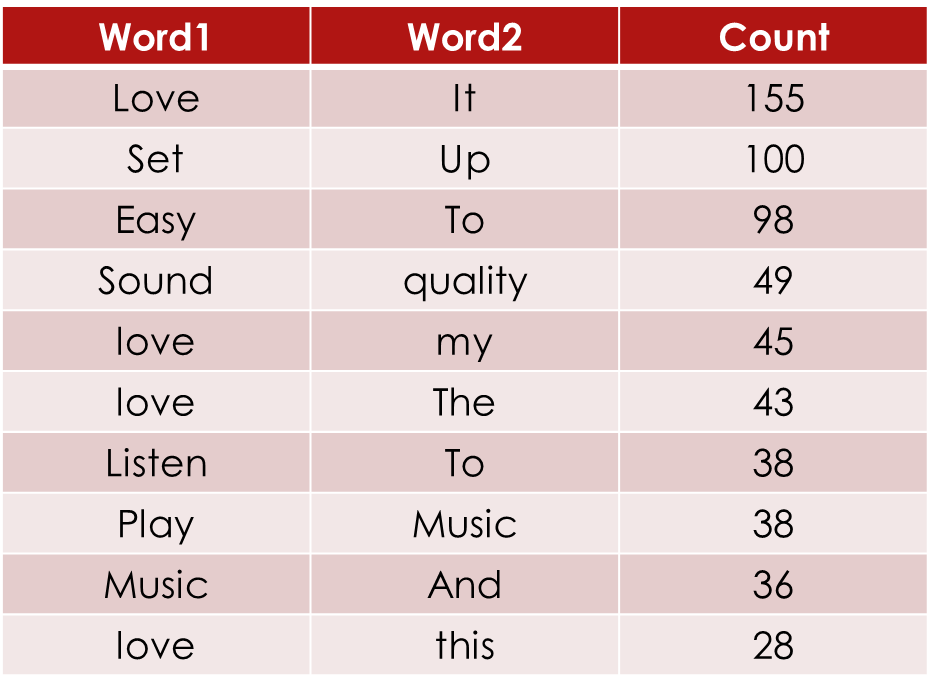 Word1 Word2 Count
Love It 155
Set Up 100
Easy To 98
Sound quality 49
love my 45
love The 43
Listen To 38
Play Music 38
Music And 36
love this 28